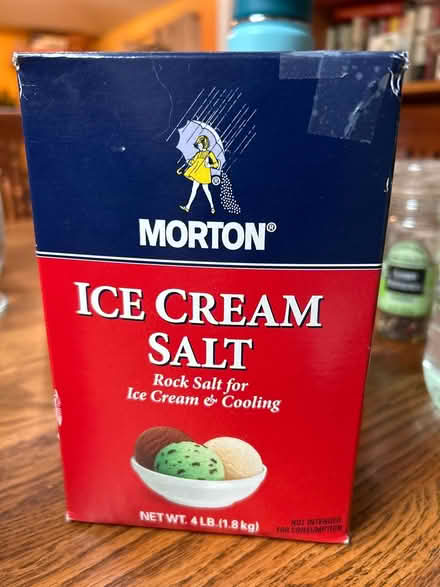 MORTON®
ICE CREAM
SALT
Rock Salt for
Ice Cream & Cooling
NET WT. 4 LB. (1.8 kg)
NOT INTENDED
FOR CONSUMPTION